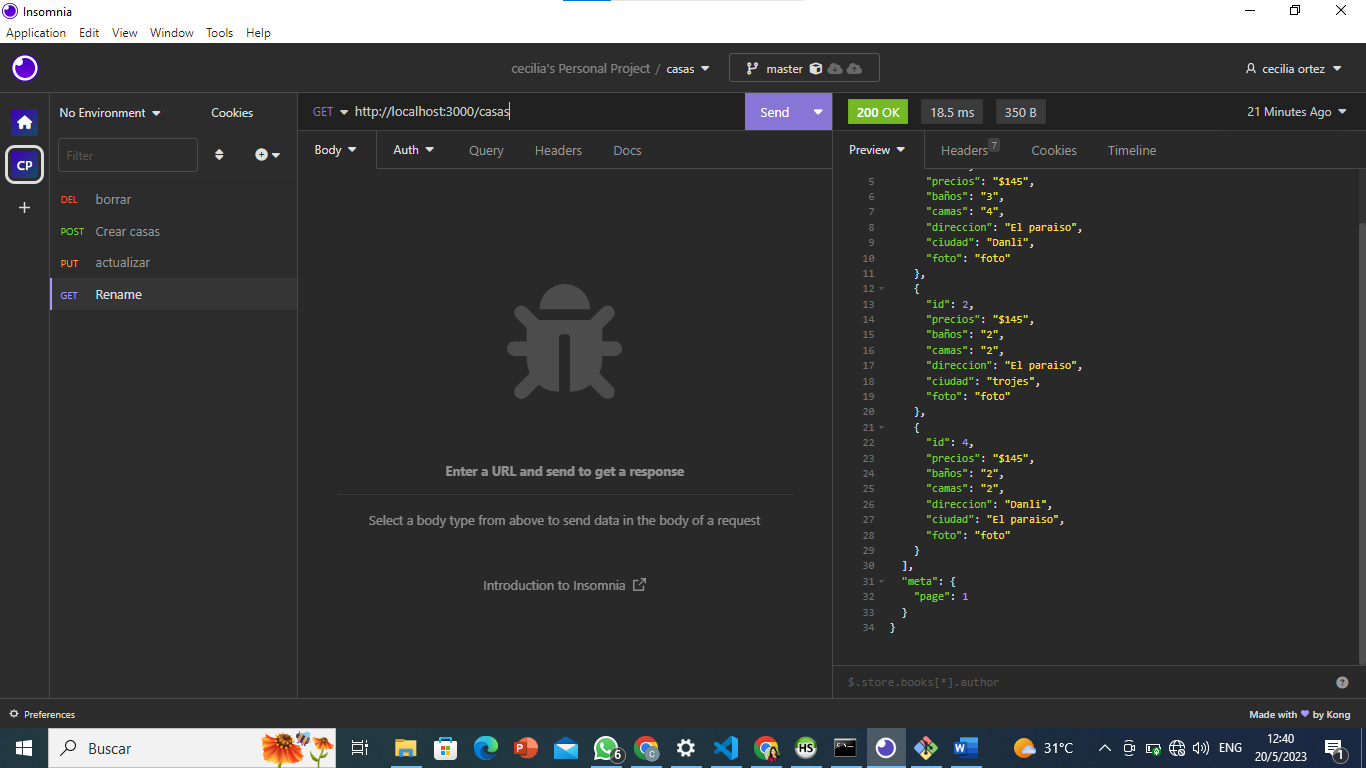 Insomnia
Application Edit View Window Tools Help
cecilia's Personal Project / casas master cecilia ortez
No Environment Cookies
GET http://localhost:3000/casas Send
200 OK 18.5 ms 350 B 21 Minutes Ago
Filter
CP
DEL borrar
POST Crear casas
PUT actualizar
GET Rename
Body Auth Query Headers Docs
Enter a URL and send to get a response
Select a body type from above to send data in the body of a request
Introduction to Insomnia
Preview Headers 7 Cookies Timeline
5 "precios": "$145",
6 "baños": "3",
7 "camas": "4",
8 "direccion": "El paraiso",
9 "ciudad": "Danli",
10 "foto": "foto"
11 },
12 {
13 "id": 2,
14 "precios": "$145",
15 "baños": "2",
16 "camas": "2",
17 "direccion": "El paraiso",
18 "ciudad": "trojes",
19 "foto": "foto"
20 },
21 {
22 "id": 4,
23 "precios": "$145",
24 "baños": "2",
25 "camas": "2",
26 "direccion": "Danli",
27 "ciudad": "El paraiso",
28 "foto": "foto"
29 }
30 ],
31 "meta": {
32 "page": 1
33 }
34 }
$.store.books[*].author
Preferences
Made with by Kong
Buscar
6
C
HS
31°C
ENG
12:40
20/5/2023
1